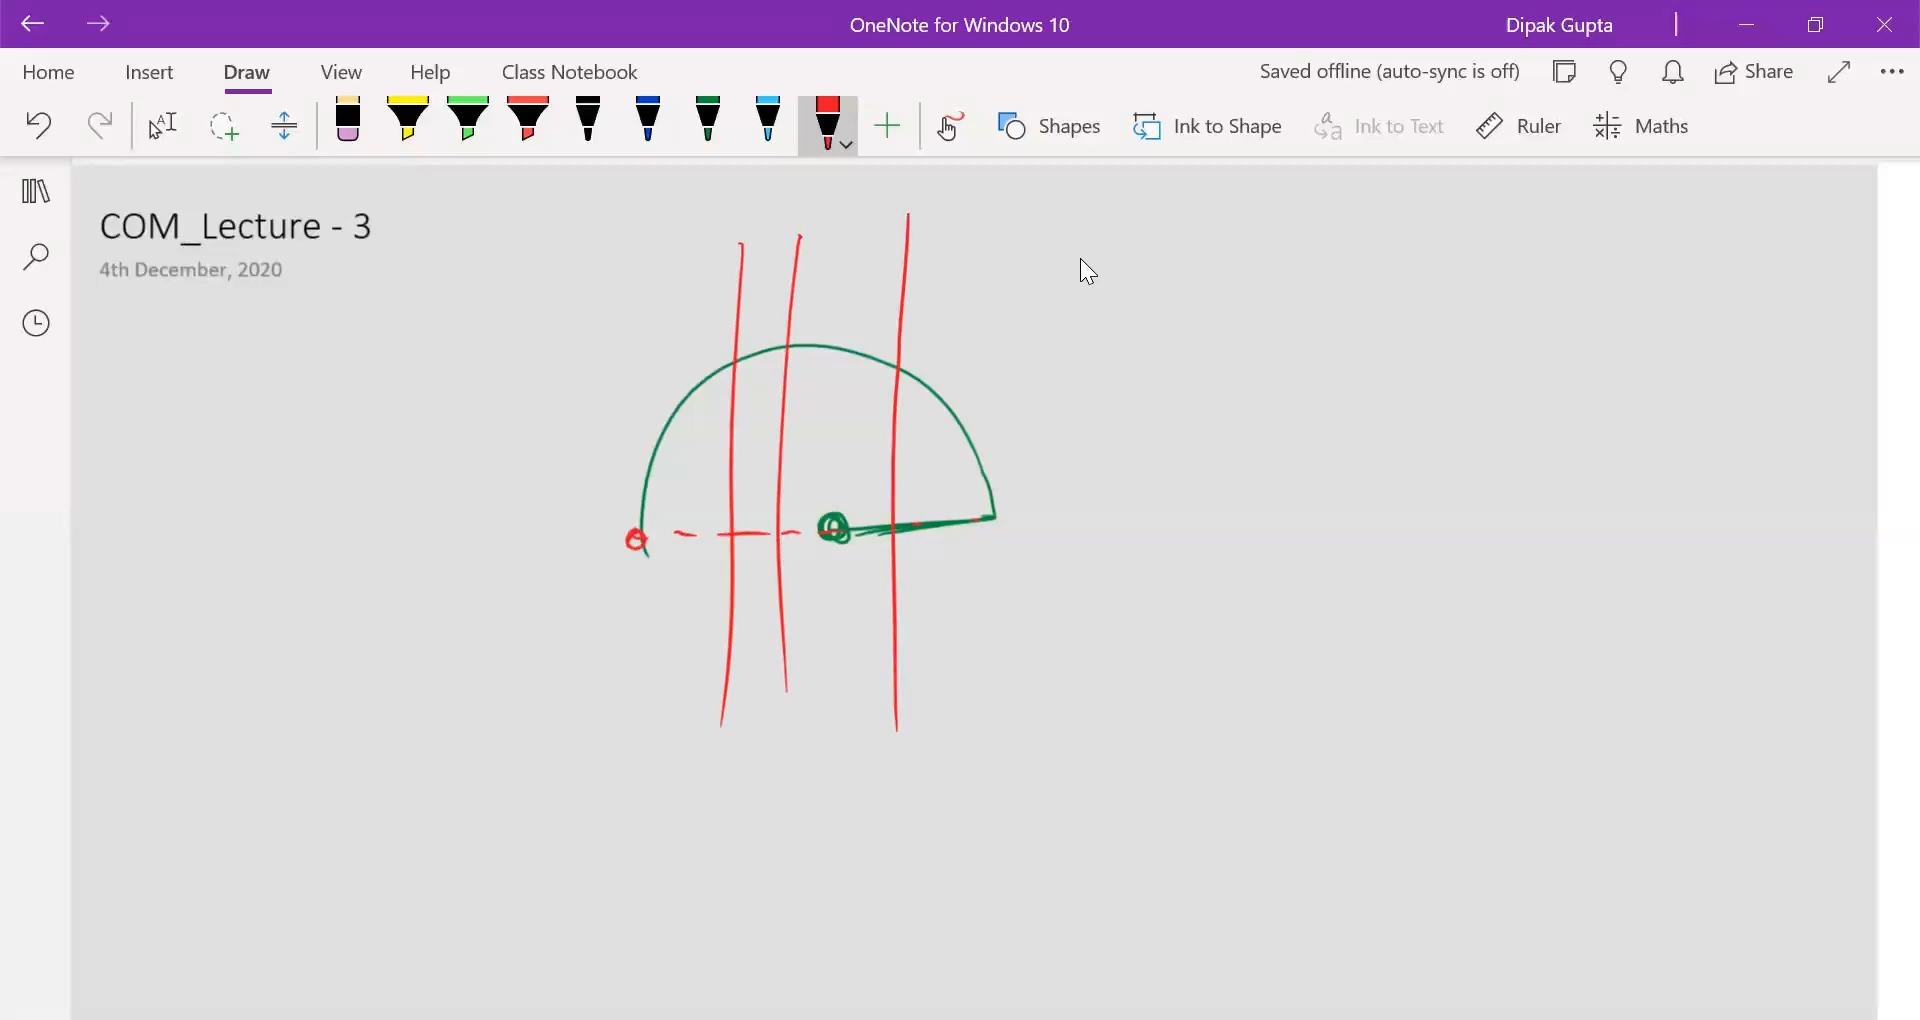 OneNote for Windows 10
Dipak Gupta
Home Insert Draw View Help Class Notebook
Saved offline (auto-sync is off) Share
Shapes Ink to Shape Ink to Text Ruler Maths
COM_Lecture - 3
4th December, 2020